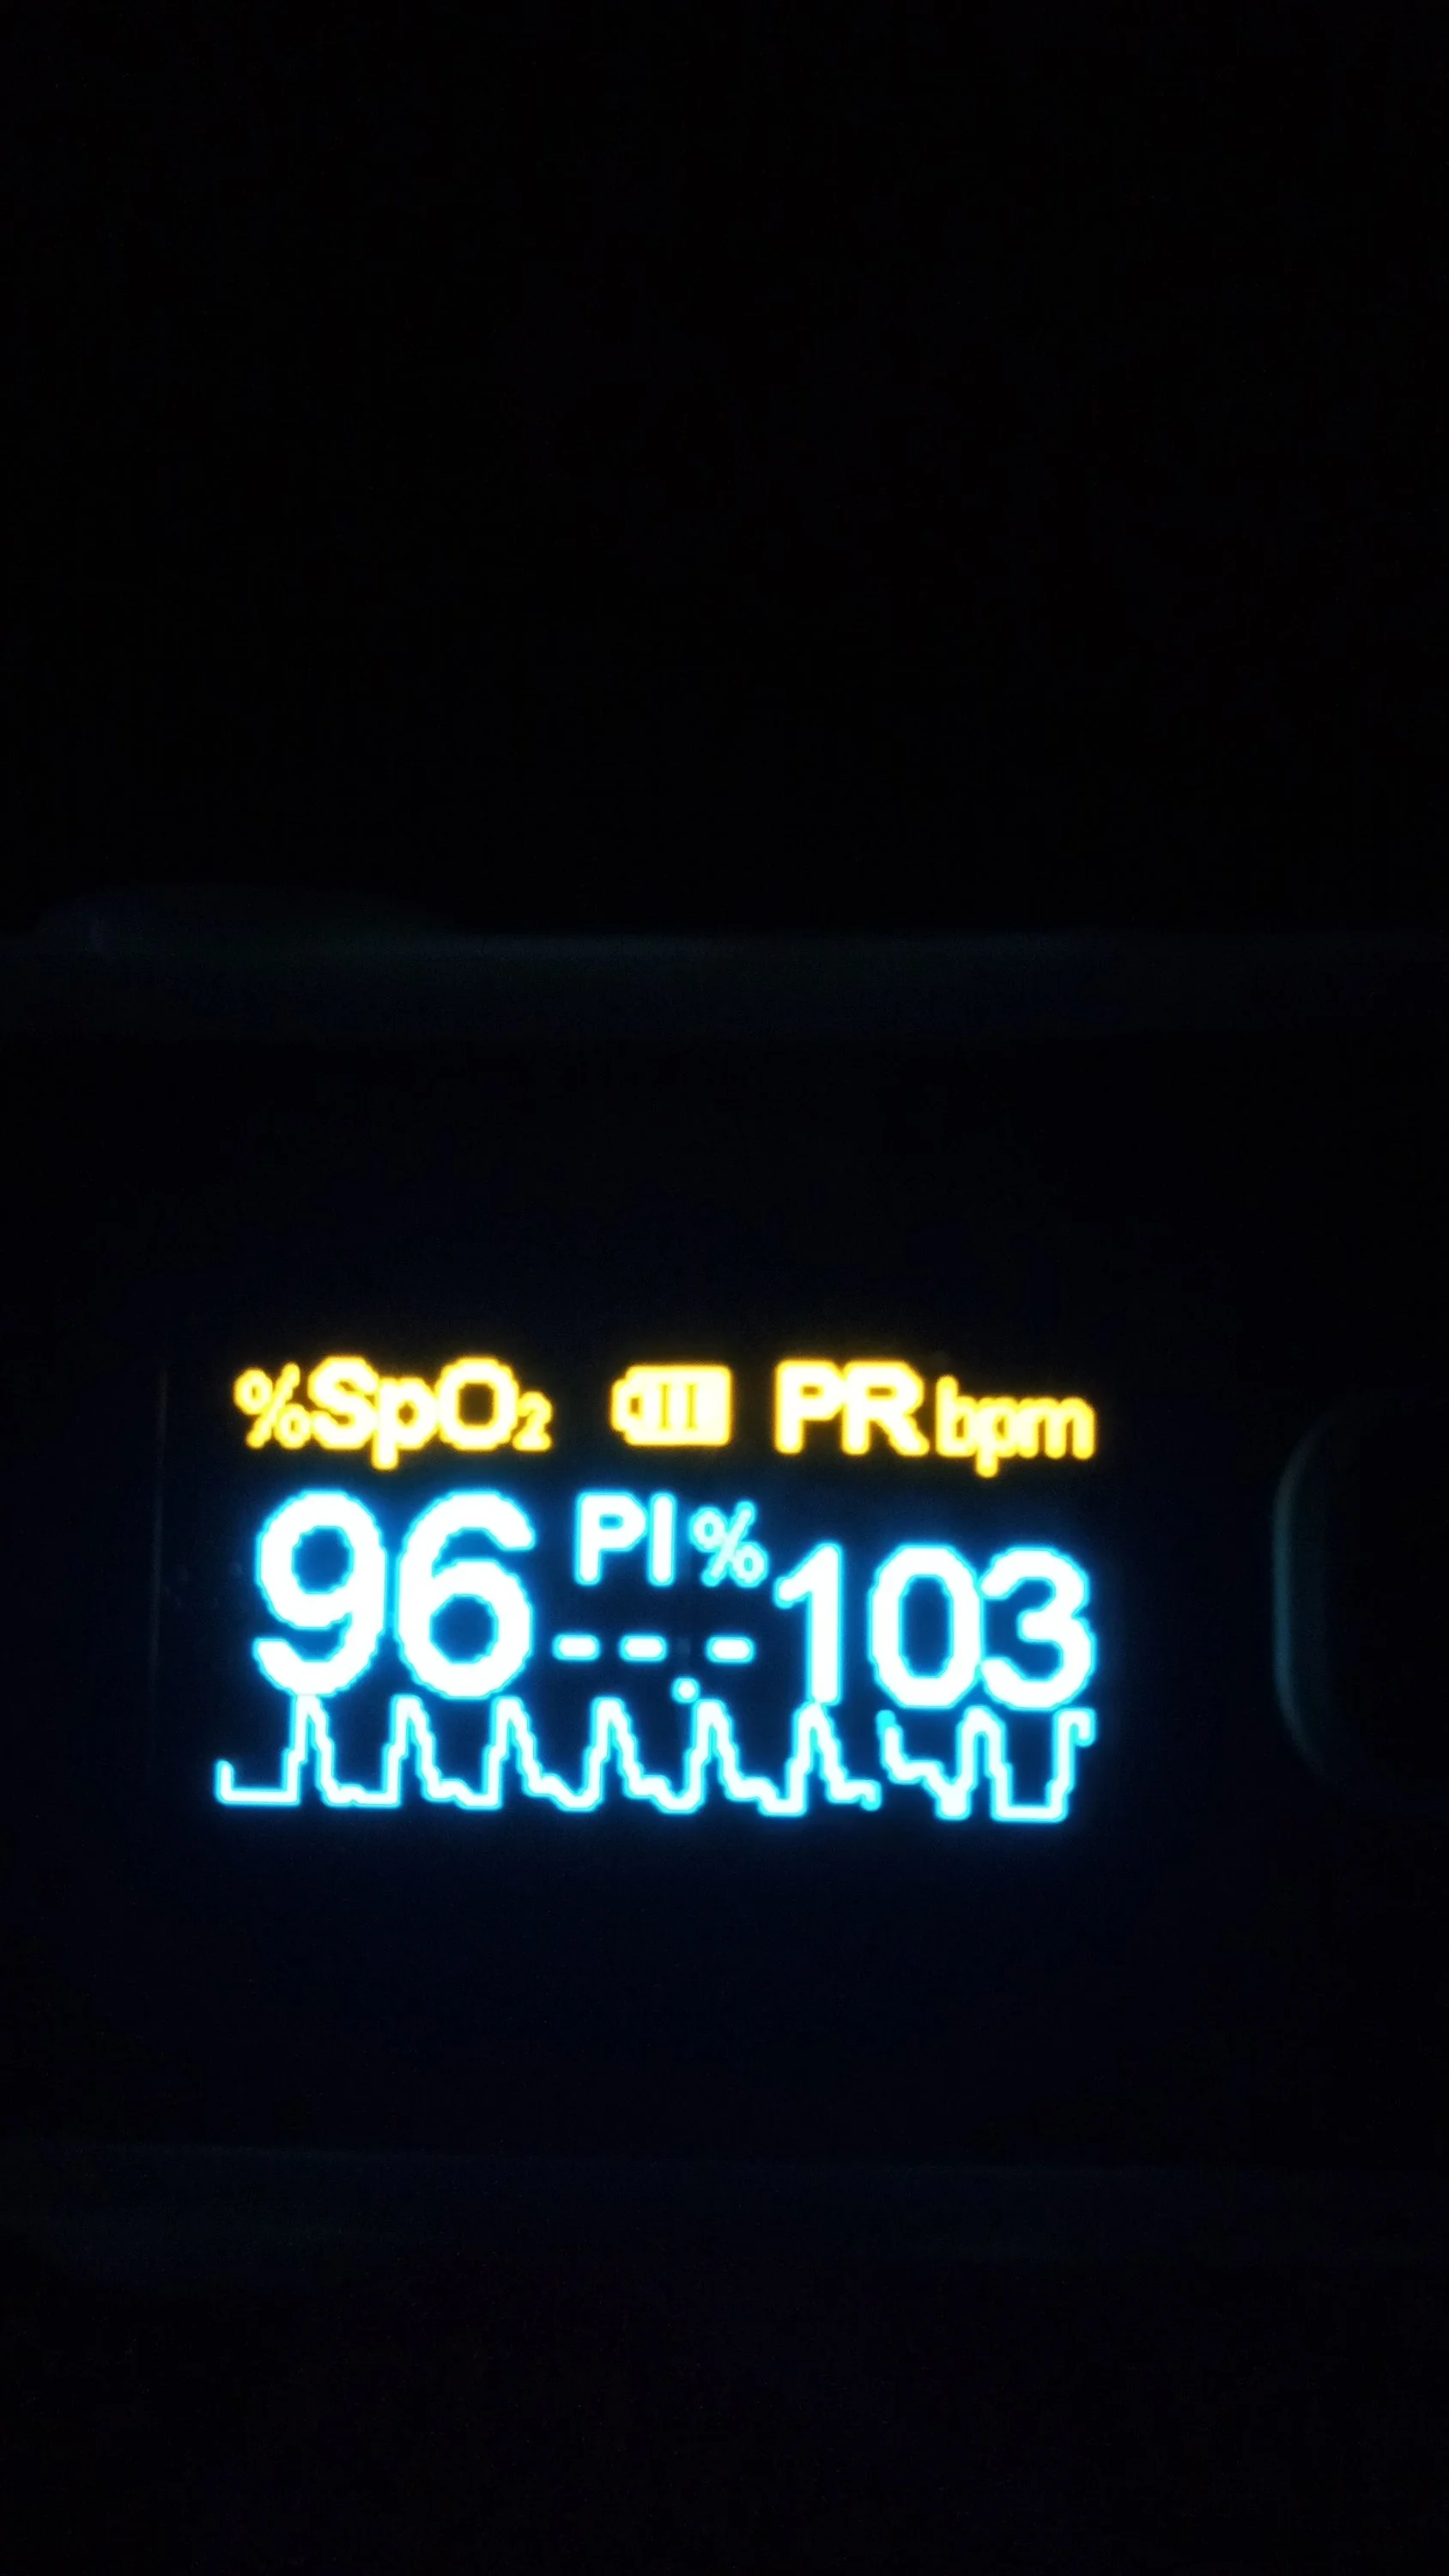 %SpO₂ PR bpm
96 PI% 103
--.-